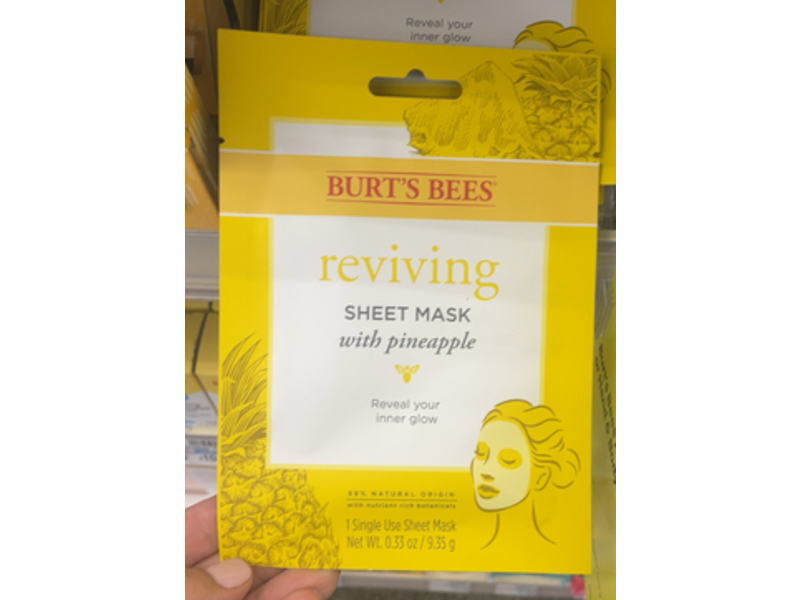 Reveal your
inner glow
BURT'S BEES
reviving
SHEET MASK
with pineapple
Reveal your
inner glow
99% NATURAL ORIGIN
with nutrient rich botanicals
1 Single Use Sheet Mask
Net Wt. 0.33 oz / 9.35 g